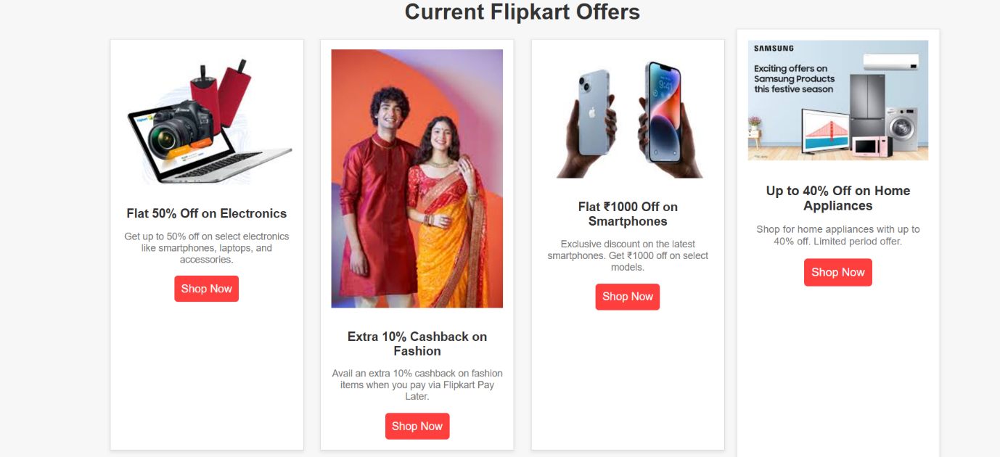 Current Flipkart Offers
Flat 50% Off on Electronics
Get up to 50% off on select electronics
like smartphones, laptops, and
accessories.
Shop Now
Extra 10% Cashback on
Fashion
Avail an extra 10% cashback on fashion
items when you pay via Flipkart Pay
Later.
Shop Now
9:41
Flat ₹1000 Off on
Smartphones
Exclusive discount on the latest
smartphones. Get ₹1000 off on select
models.
Shop Now
SAMSUNG
Exciting offers on
Samsung Products
this festive season
Up to 40% Off on Home
Appliances
Shop for home appliances with up to
40% off. Limited period offer.
Shop Now